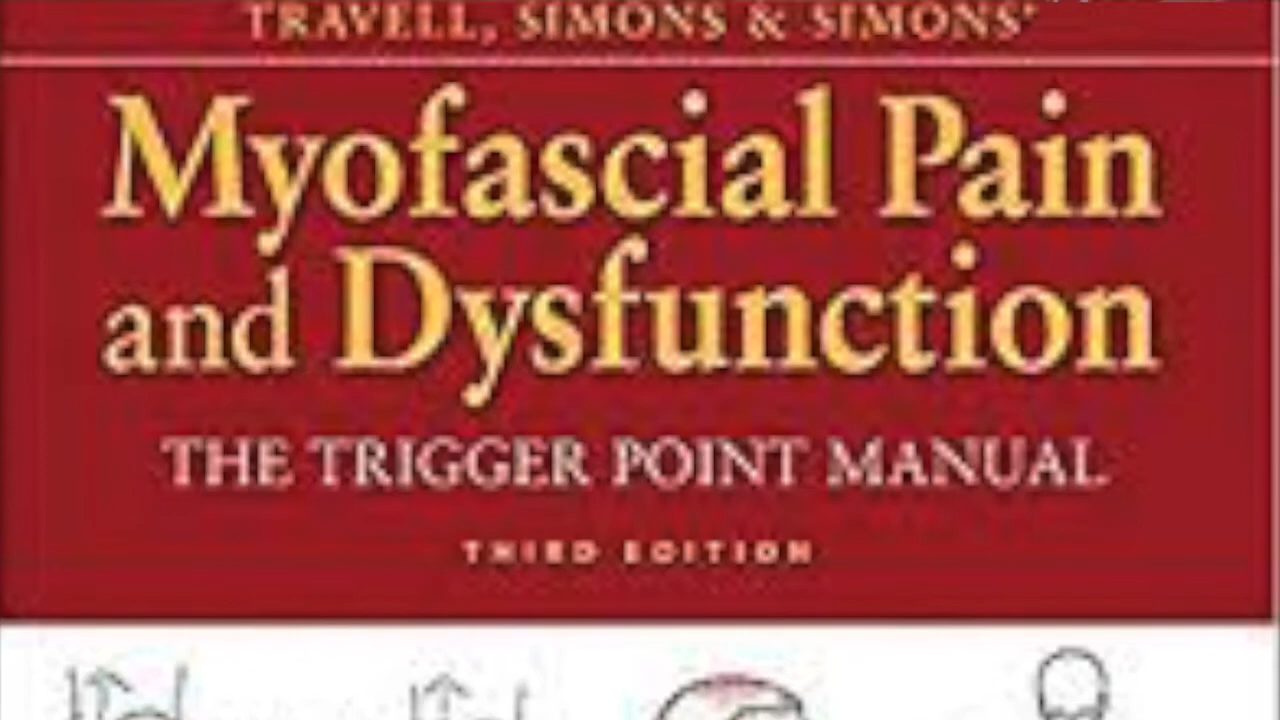 TRAVELL, SIMONS & SIMONS'
Myofascial Pain
and Dysfunction
THE TRIGGER POINT MANUAL
THIRD EDITION